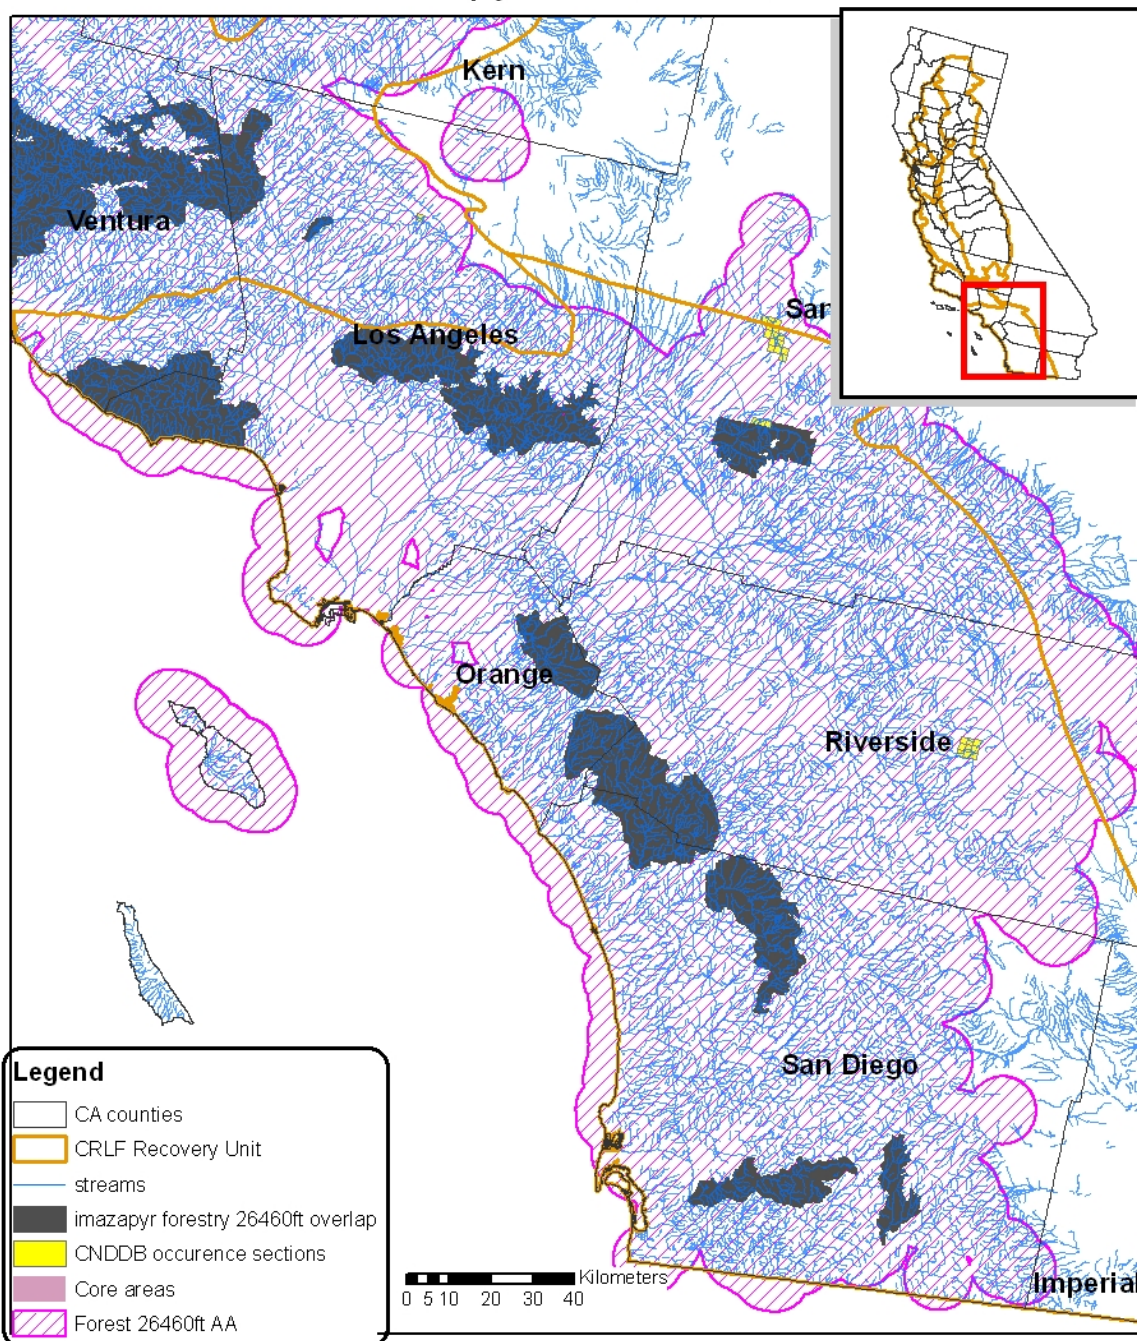 Kern
Ventura
San
Los Angeles
Orange
Riverside
San Diego
Imperial
Legend
CA counties
CRLF Recovery Unit
streams
imazapyr forestry 26460ft overlap
CNDDB occurence sections
Core areas
Forest 26460ft AA
Kilometers
0 5 10 20 30 40